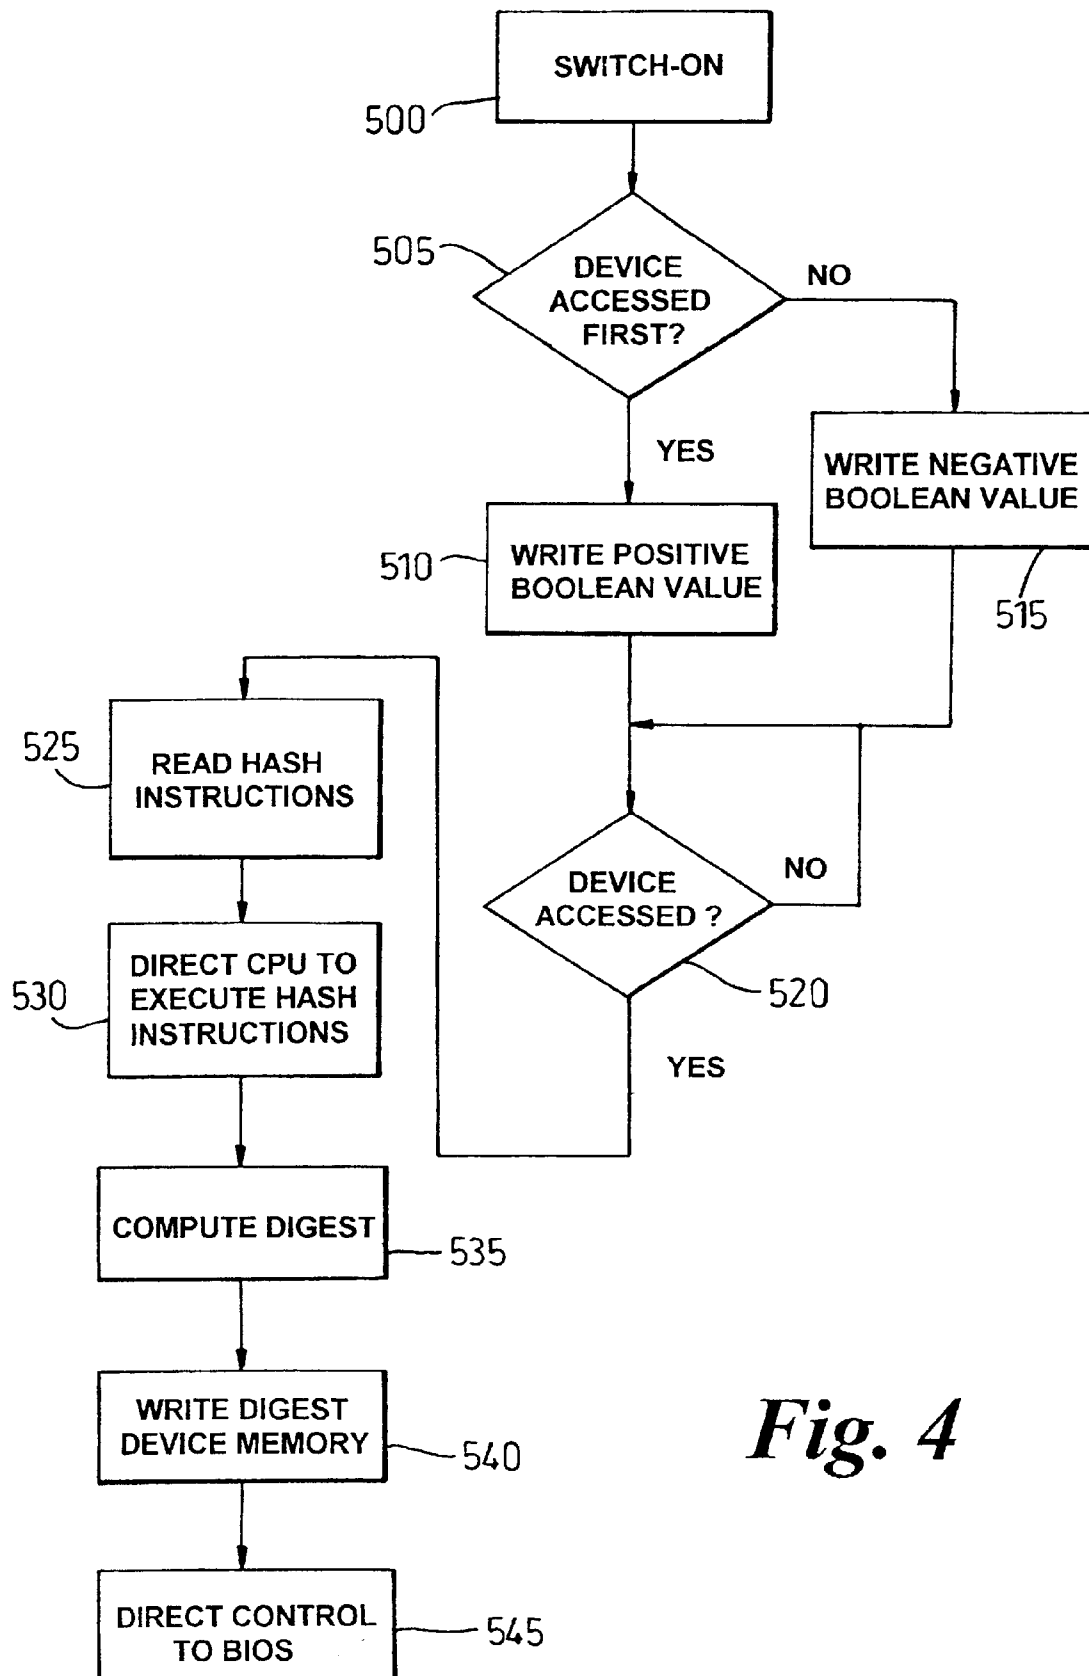 SWITCH-ON
500
505
DEVICE
ACCESSED
FIRST?
NO
YES
WRITE NEGATIVE
BOOLEAN VALUE
515
510
WRITE POSITIVE
BOOLEAN VALUE
525
READ HASH
INSTRUCTIONS
DEVICE
ACCESSED ?
NO
520
YES
530
DIRECT CPU TO
EXECUTE HASH
INSTRUCTIONS
COMPUTE DIGEST
535
WRITE DIGEST
DEVICE MEMORY
540
DIRECT CONTROL
TO BIOS
545
Fig. 4